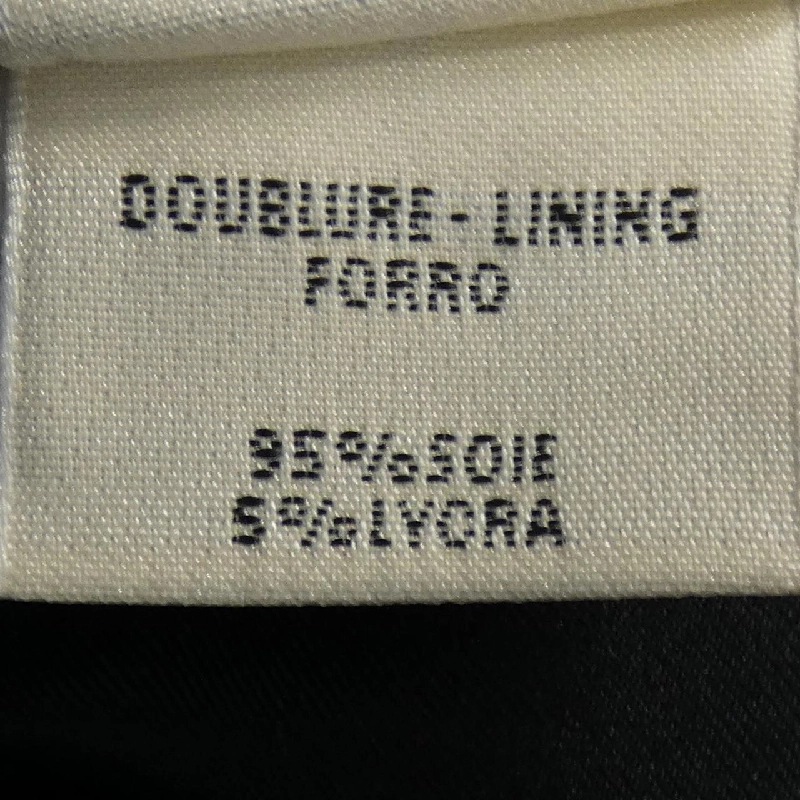 DOUBLURE - LINING
FORRO
95% SOIE
5% LYCRA